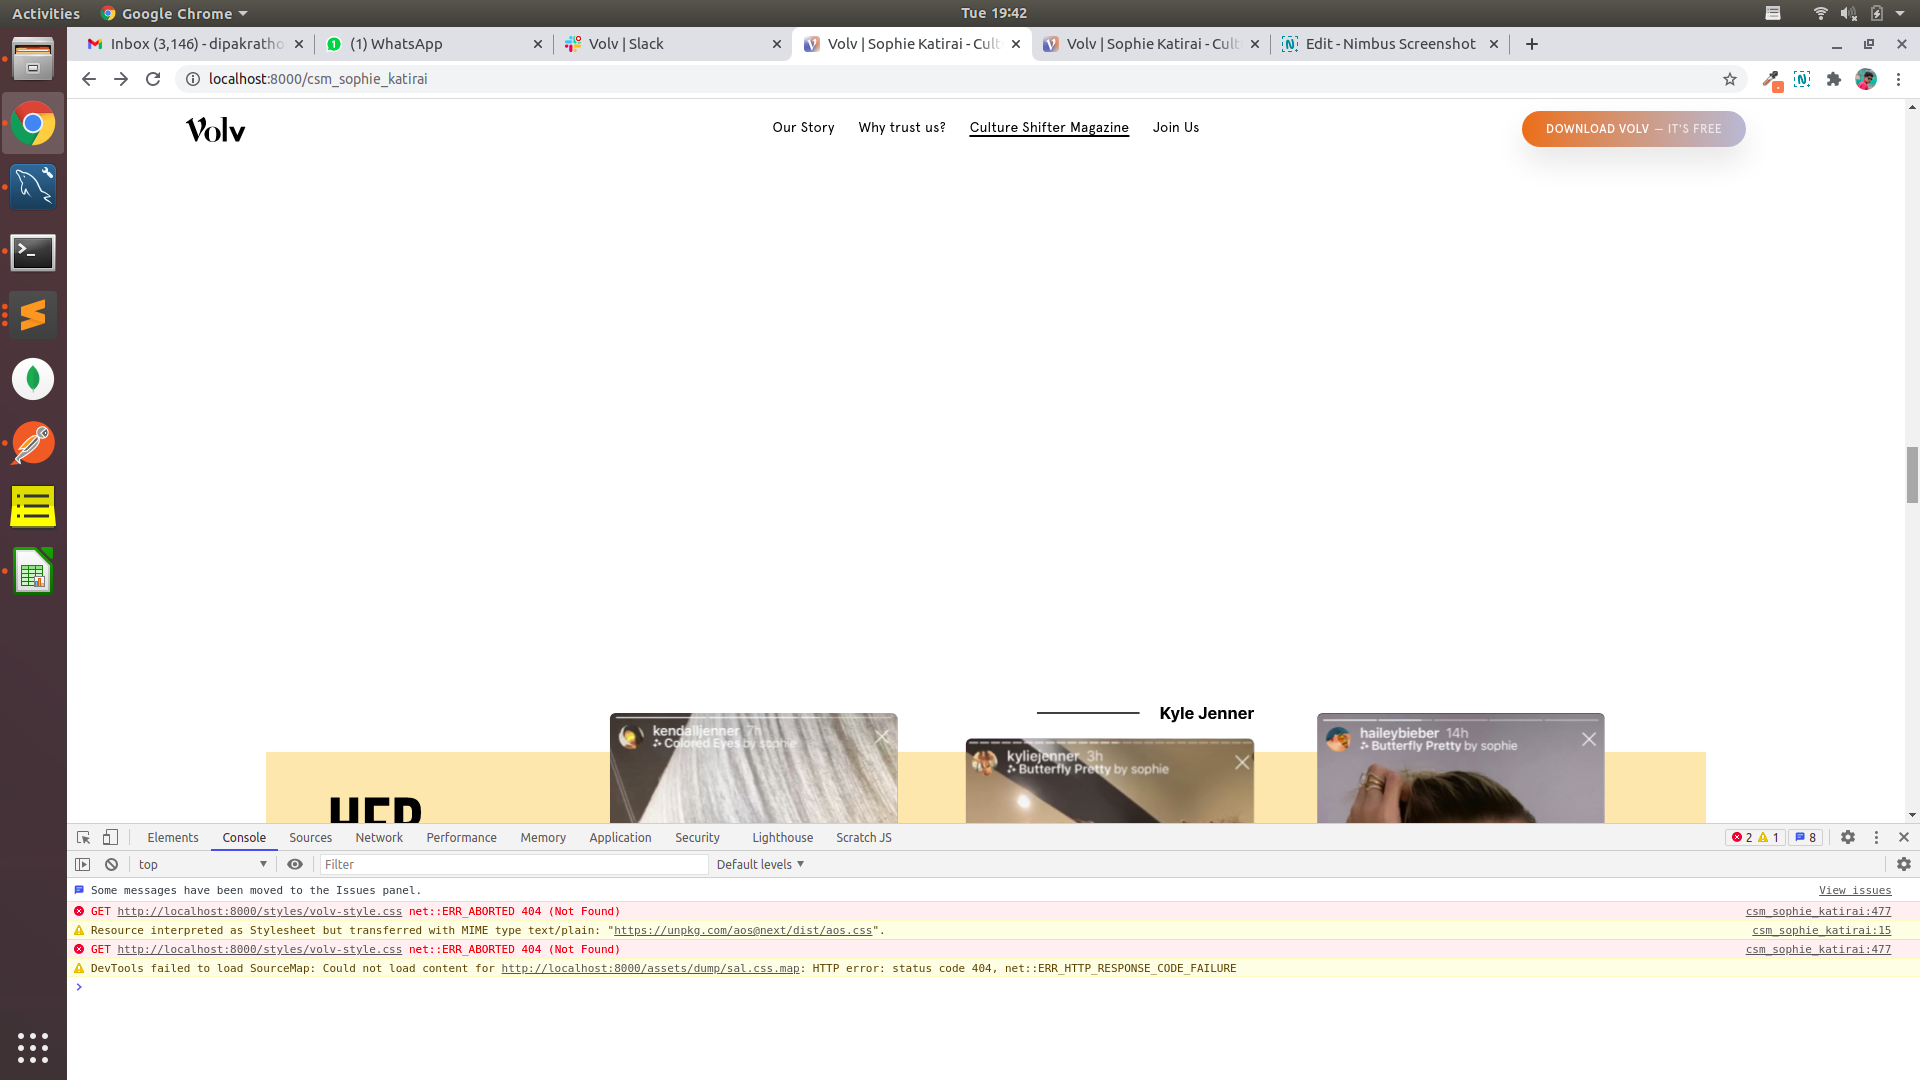 Activities
Google Chrome
Tue 19:42
Inbox (3,146) - dipakratho
(1) WhatsApp
Volv | Slack
Volv | Sophie Katirai - Cult
Volv | Sophie Katirai - Cult
Edit - Nimbus Screenshot
localhost:8000/csm_sophie_katirai
Volv
Our Story
Why trust us?
Culture Shifter Magazine
Join Us
DOWNLOAD VOLV — IT'S FREE
Kyle Jenner
kendalljenner 7h
Colored Eyes by sophie
kyliejenner 3h
Butterfly Pretty by sophie
haileybieber 14h
Butterfly Pretty by sophie
HER
Elements
Console
Sources
Network
Performance
Memory
Application
Security
Lighthouse
Scratch JS
2
1
8
top
Filter
Default levels
Some messages have been moved to the Issues panel.
View issues
GET http://localhost:8000/styles/volv-style.css net::ERR_ABORTED 404 (Not Found)
csm_sophie_katirai:477
Resource interpreted as Stylesheet but transferred with MIME type text/plain: "https://unpkg.com/aos@next/dist/aos.css".
csm_sophie_katirai:15
GET http://localhost:8000/styles/volv-style.css net::ERR_ABORTED 404 (Not Found)
csm_sophie_katirai:477
DevTools failed to load SourceMap: Could not load content for http://localhost:8000/assets/dump/sal.css.map: HTTP error: status code 404, net::ERR_HTTP_RESPONSE_CODE_FAILURE